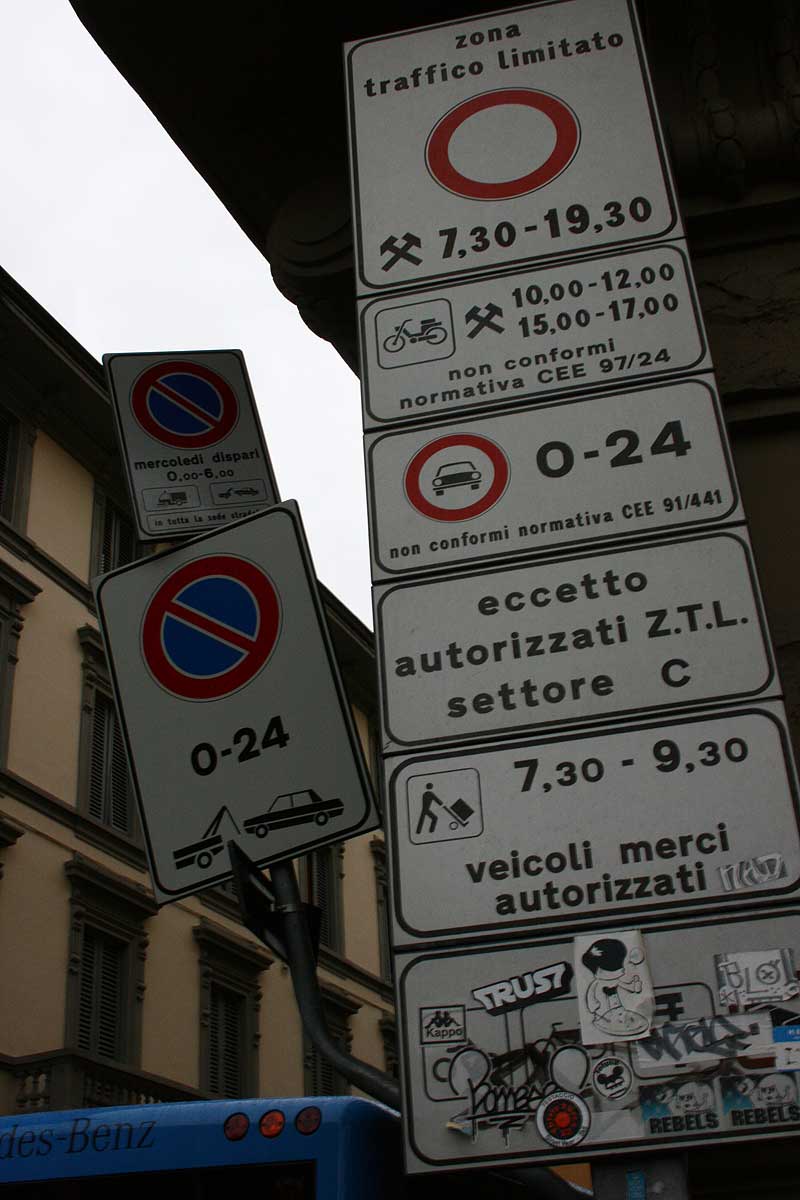 zona
traffico limitato
7,30-19,30
10,00-12,00
15,00-17,00
non conformi
normativa CEE 97/24
0-24
non conformi normativa CEE 91/441
eccetto
autorizzati Z.T.L.
settore C
7,30 - 9,30
veicoli merci
autorizzati
TRUST
Kappo
REBELS
REBELS
mercoledì dispari
0,00-6,00
in tutta la sede
0-24
des-Benz